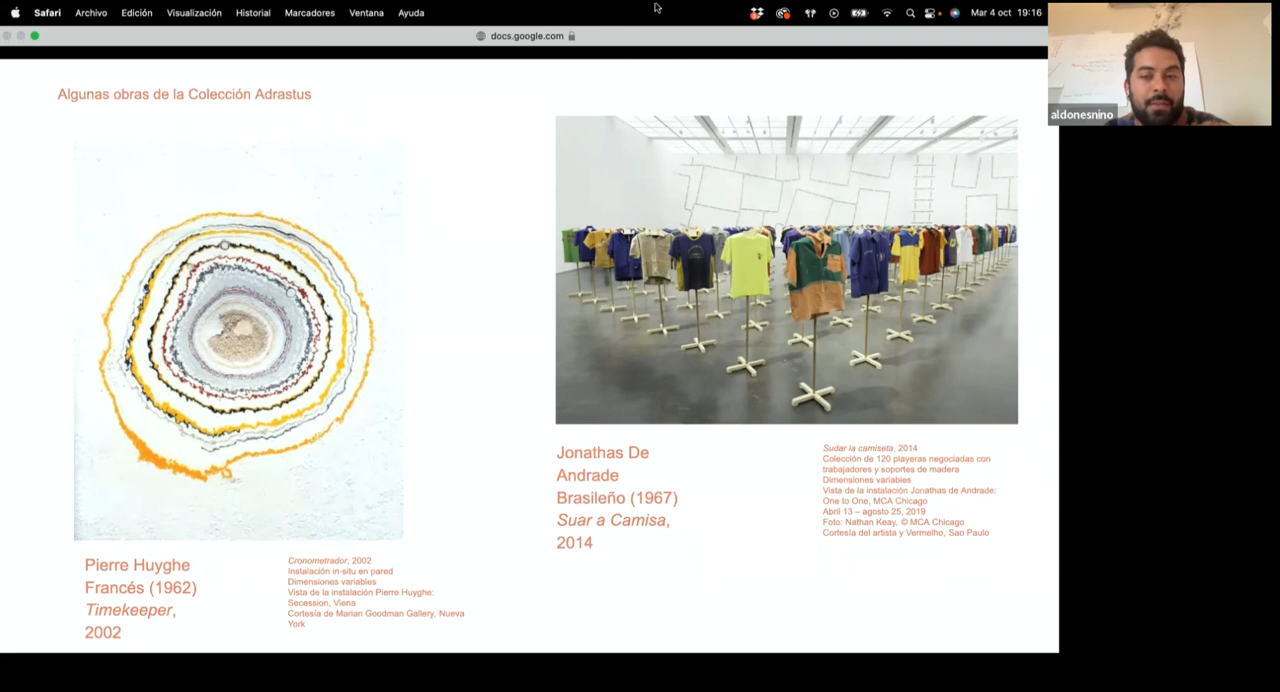 Safari Archivo Edición Visualización Historial Marcadores Ventana Ayuda
Mar 4 oct 19:16
docs.google.com
aldonesnino
Algunas obras de la Colección Adrastus
Pierre Huyghe
Francés (1962)
Timekeeper,
2002
Cronometrador, 2002
Instalación in-situ en pared
Dimensiones variables
Vista de la instalación Pierre Huyghe:
Secession, Viena
Cortesía de Marian Goodman Gallery, Nueva
York
Jonathas De
Andrade
Brasileño (1967)
Suar a Camisa,
2014
Sudar la camiseta, 2014
Colección de 120 playeras negociadas con
trabajadores y soportes de madera
Dimensiones variables
Vista de la instalación Jonathas de Andrade:
One to One, MCA Chicago
Abril 13 – agosto 25, 2019
Foto: Nathan Keay, © MCA Chicago
Cortesía del artista y Vermelho, Sao Paulo